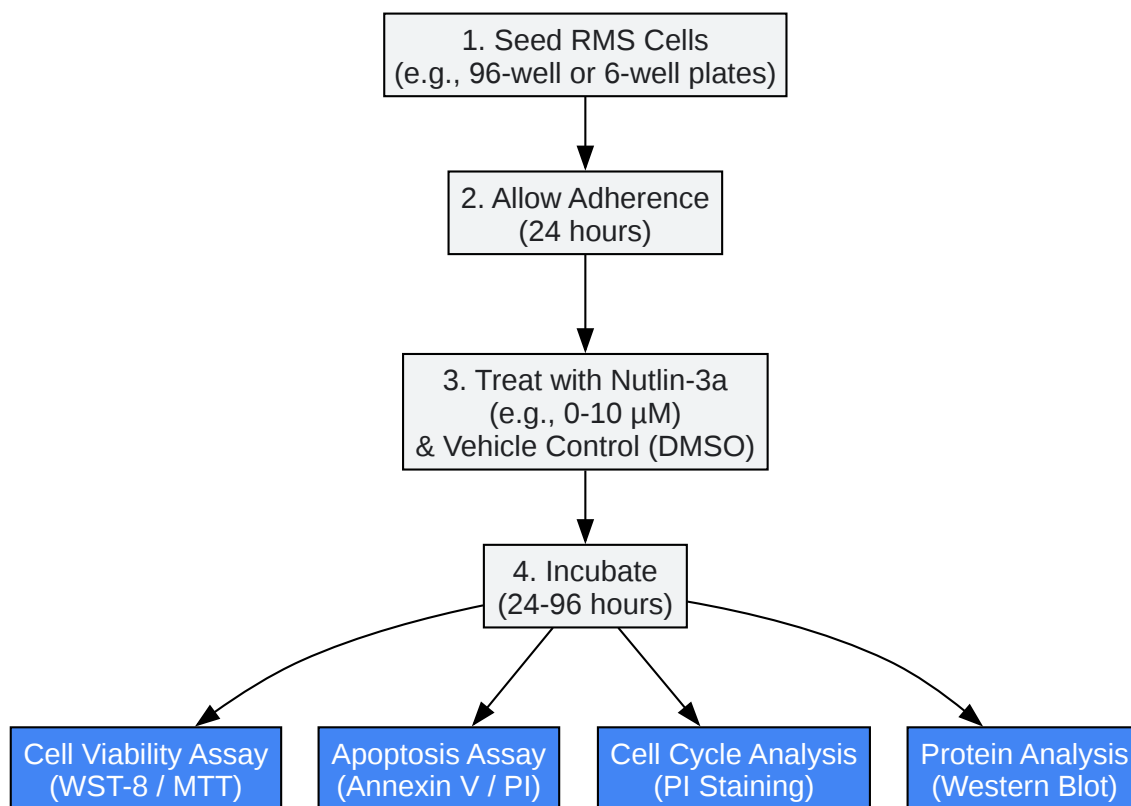 1. Seed RMS Cells
(e.g., 96-well or 6-well plates)
2. Allow Adherence
(24 hours)
3. Treat with Nutlin-3a
(e.g., 0-10 µM)
& Vehicle Control (DMSO)
4. Incubate
(24-96 hours)
Cell Viability Assay
(WST-8 / MTT)
Apoptosis Assay
(Annexin V / PI)
Cell Cycle Analysis
(PI Staining)
Protein Analysis
(Western Blot)